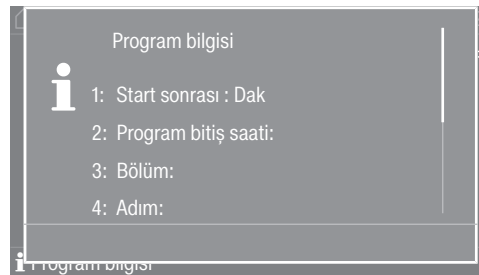 Program bilgisi
1: Start sonrası : Dak
2: Program bitiş saati:
3: Bölüm:
4: Adım:
Program bilgisi